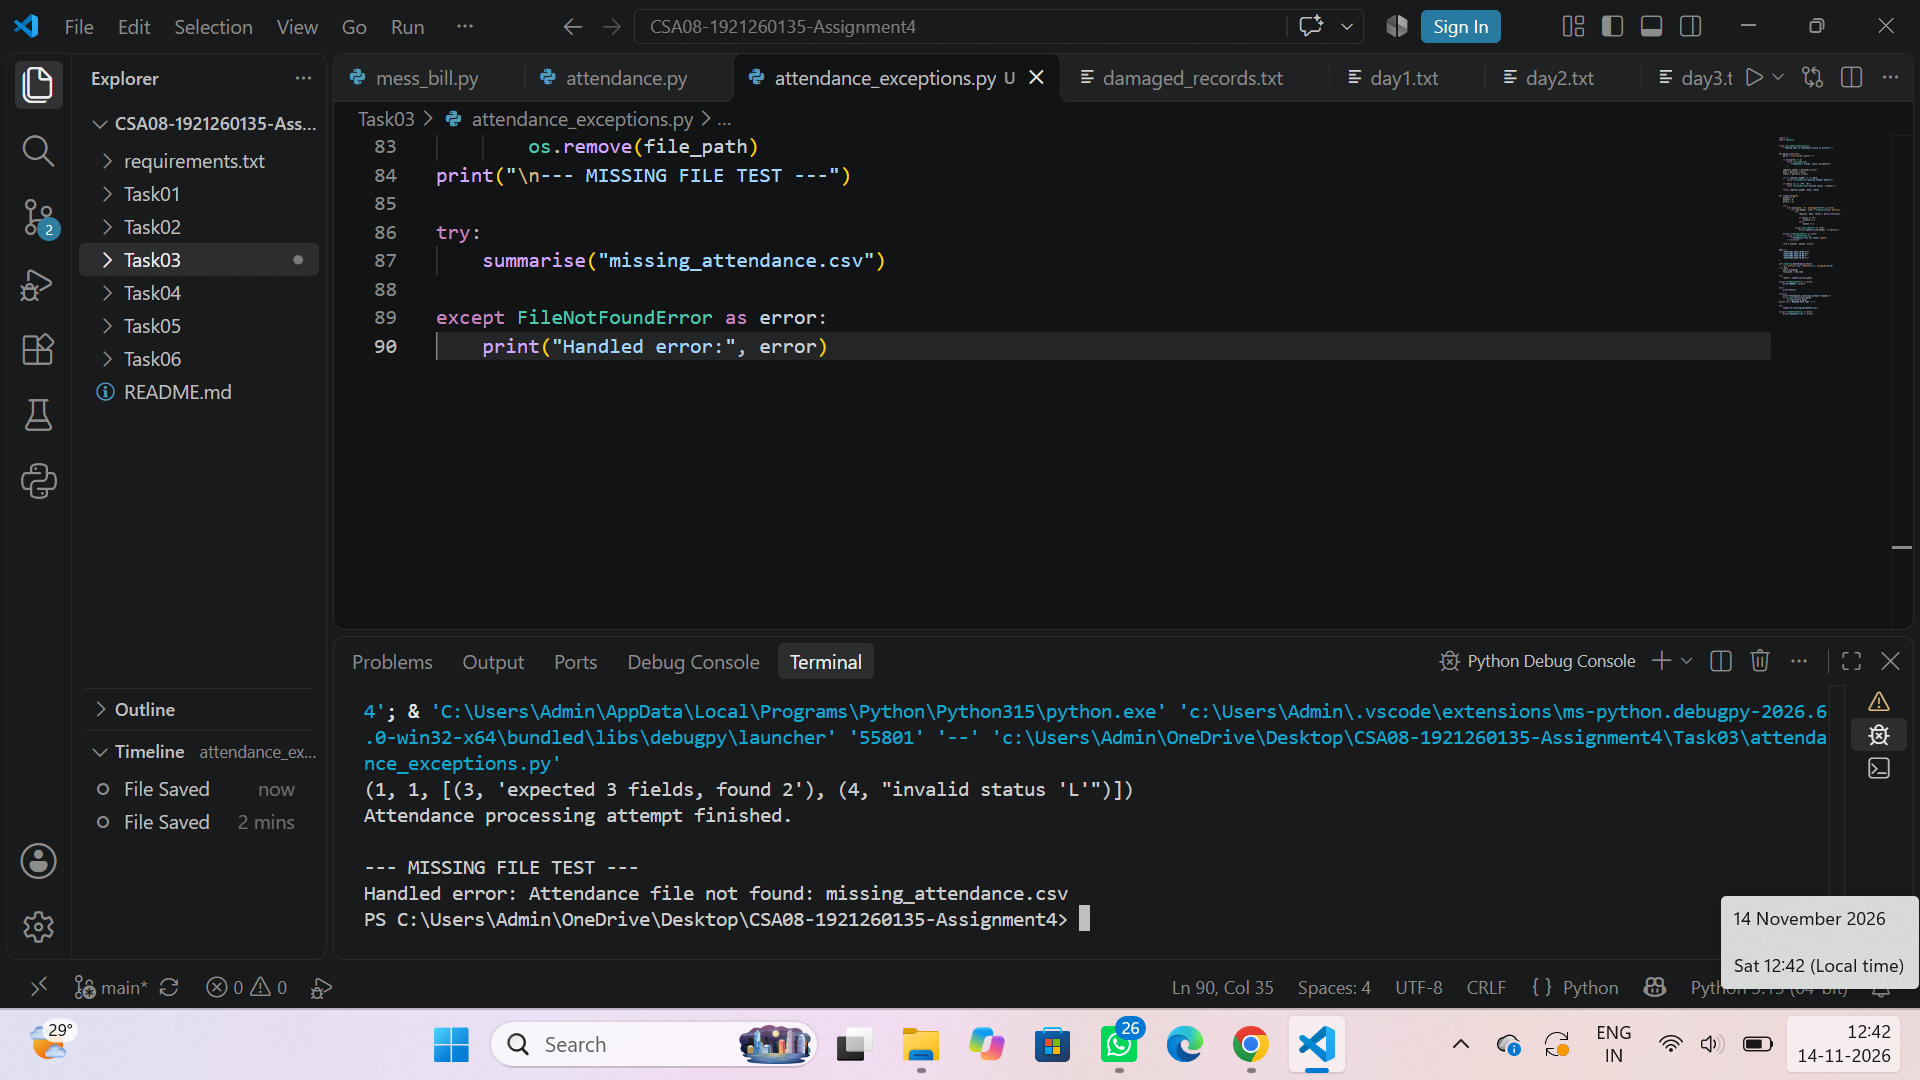 File Edit Selection View Go Run ···
CSA08-1921260135-Assignment4
Sign In
Explorer
CSA08-1921260135-Ass...
requirements.txt
Task01
Task02
Task03
Task04
Task05
Task06
README.md
2
Outline
Timeline attendance_ex...
File Saved now
File Saved 2 mins
mess_bill.py
attendance.py
attendance_exceptions.py U
damaged_records.txt
day1.txt
day2.txt
day3.t
Task03 > attendance_exceptions.py > ...
83 os.remove(file_path)
84 print("\n--- MISSING FILE TEST ---")
85
86 try:
87 summarise("missing_attendance.csv")
88
89 except FileNotFoundError as error:
90 print("Handled error:", error)
Problems Output Ports Debug Console Terminal
Python Debug Console
4'; & 'C:\Users\Admin\AppData\Local\Programs\Python\Python315\python.exe' 'c:\Users\Admin\.vscode\extensions\ms-python.debugpy-2026.6
.0-win32-x64\bundled\libs\debugpy\launcher' '55801' '--' 'c:\Users\Admin\OneDrive\Desktop\CSA08-1921260135-Assignment4\Task03\attenda
nce_exceptions.py'
(1, 1, [(3, 'expected 3 fields, found 2'), (4, "invalid status 'L'")])
Attendance processing attempt finished.
--- MISSING FILE TEST ---
Handled error: Attendance file not found: missing_attendance.csv
PS C:\Users\Admin\OneDrive\Desktop\CSA08-1921260135-Assignment4>
14 November 2026
Sat 12:42 (Local time)
main* 0 0
Ln 90, Col 35 Spaces: 4 UTF-8 CRLF { } Python
29°
Search
26
ENG
IN
12:42
14-11-2026